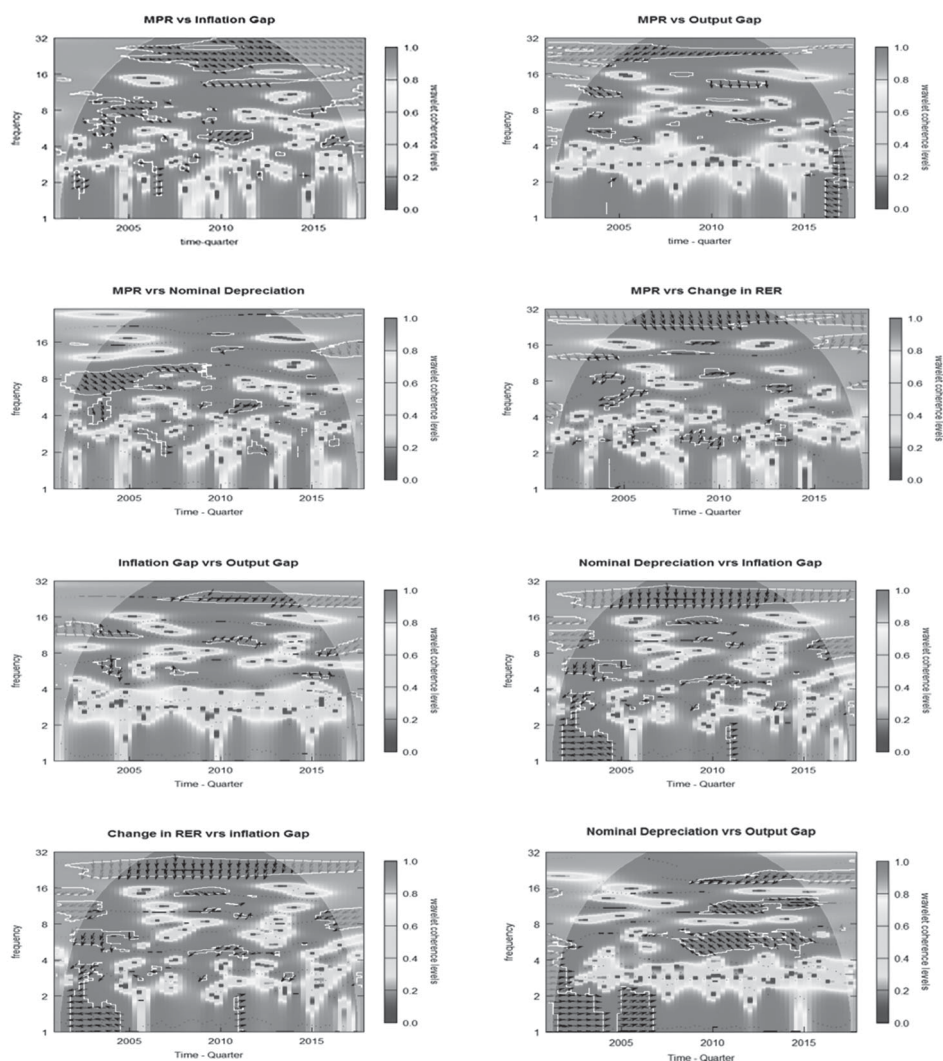 MPR vs Inflation Gap
32
16
8
4
2
1
frequency
2005 2010 2015
time-quarter
1.0
0.8
0.6
0.4
0.2
0.0
wavelet coherence levels
MPR vs Output Gap
32
16
8
4
2
1
frequency
2005 2010 2015
time - quarter
1.0
0.8
0.6
0.4
0.2
0.0
wavelet coherence levels
MPR vrs Nominal Depreciation
16
8
4
2
1
frequency
2005 2010 2015
Time - Quarter
1.0
0.8
0.6
0.4
0.2
0.0
wavelet coherence levels
MPR vrs Change in RER
32
16
8
4
2
1
frequency
2005 2010 2015
Time - Quarter
1.0
0.8
0.6
0.4
0.2
0.0
wavelet coherence levels
Inflation Gap vrs Output Gap
32
16
8
4
2
1
frequency
2005 2010 2015
Time - Quarter
1.0
0.8
0.6
0.4
0.2
0.0
wavelet coherence levels
Nominal Depreciation vrs Inflation Gap
32
16
8
4
2
1
frequency
2005 2010 2015
Time - Quarter
1.0
0.8
0.6
0.4
0.2
0.0
wavelet coherence levels
Change in RER vrs inflation Gap
32
16
8
4
2
1
frequency
2005 2010 2015
Time - Quarter
1.0
0.8
0.6
0.4
0.2
0.0
wavelet coherence levels
Nominal Depreciation vrs Output Gap
32
16
8
4
2
1
frequency
2005 2010 2015
Time - Quarter
1.0
0.8
0.6
0.4
0.2
0.0
wavelet coherence levels